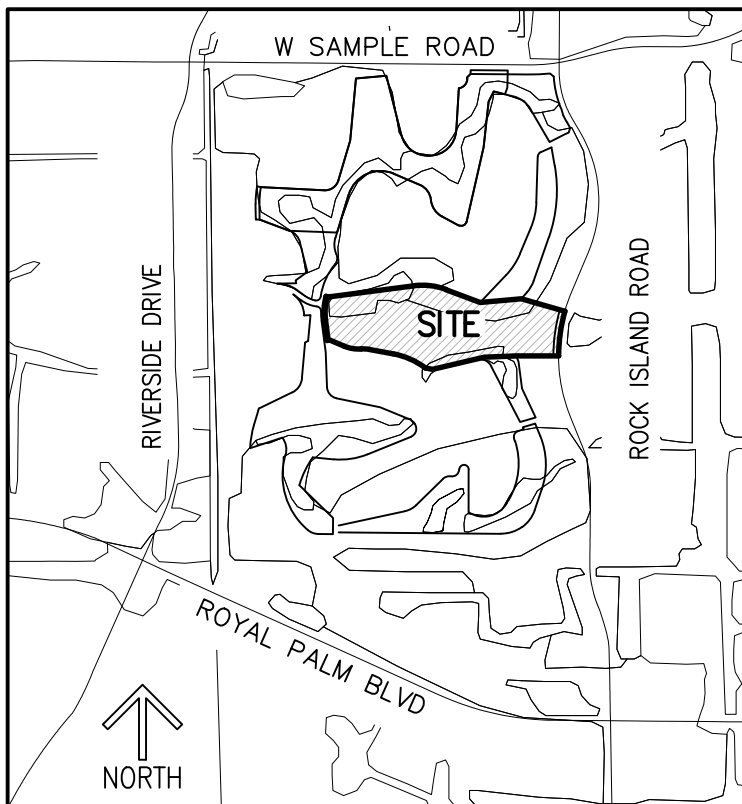 W SAMPLE ROAD
RIVERSIDE DRIVE
SITE
ROCK ISLAND ROAD
ROYAL PALM BLVD
NORTH